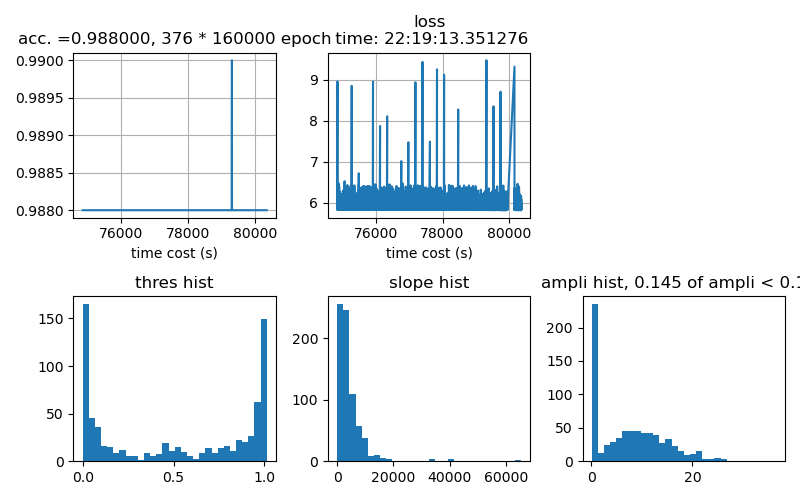 loss
acc. =0.988000, 376 * 160000 epoch time: 22:19:13.351276
0.9900
0.9895
0.9890
0.9885
0.9880
76000 78000 80000
time cost (s)
9
8
7
6
76000 78000 80000
time cost (s)
thres hist
150
100
50
0
0.0 0.5 1.0
slope hist
200
100
0
0 20000 40000 60000
ampli hist, 0.145 of ampli < 0.1
200
150
100
50
0
0 20